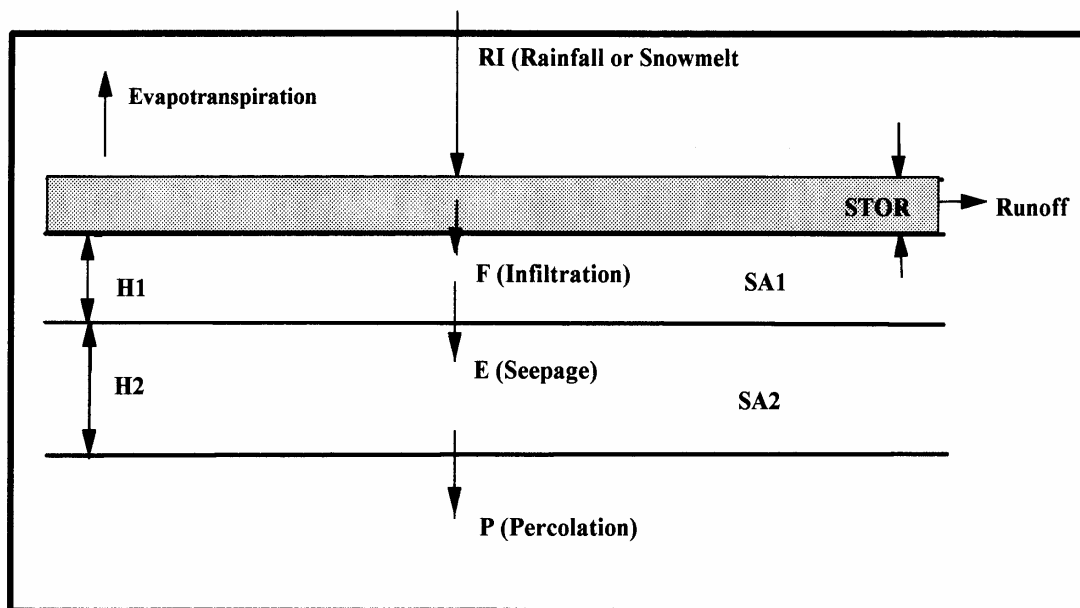 RI (Rainfall or Snowmelt
Evapotranspiration
STOR
Runoff
F (Infiltration)
SA1
H1
E (Seepage)
H2
SA2
P (Percolation)